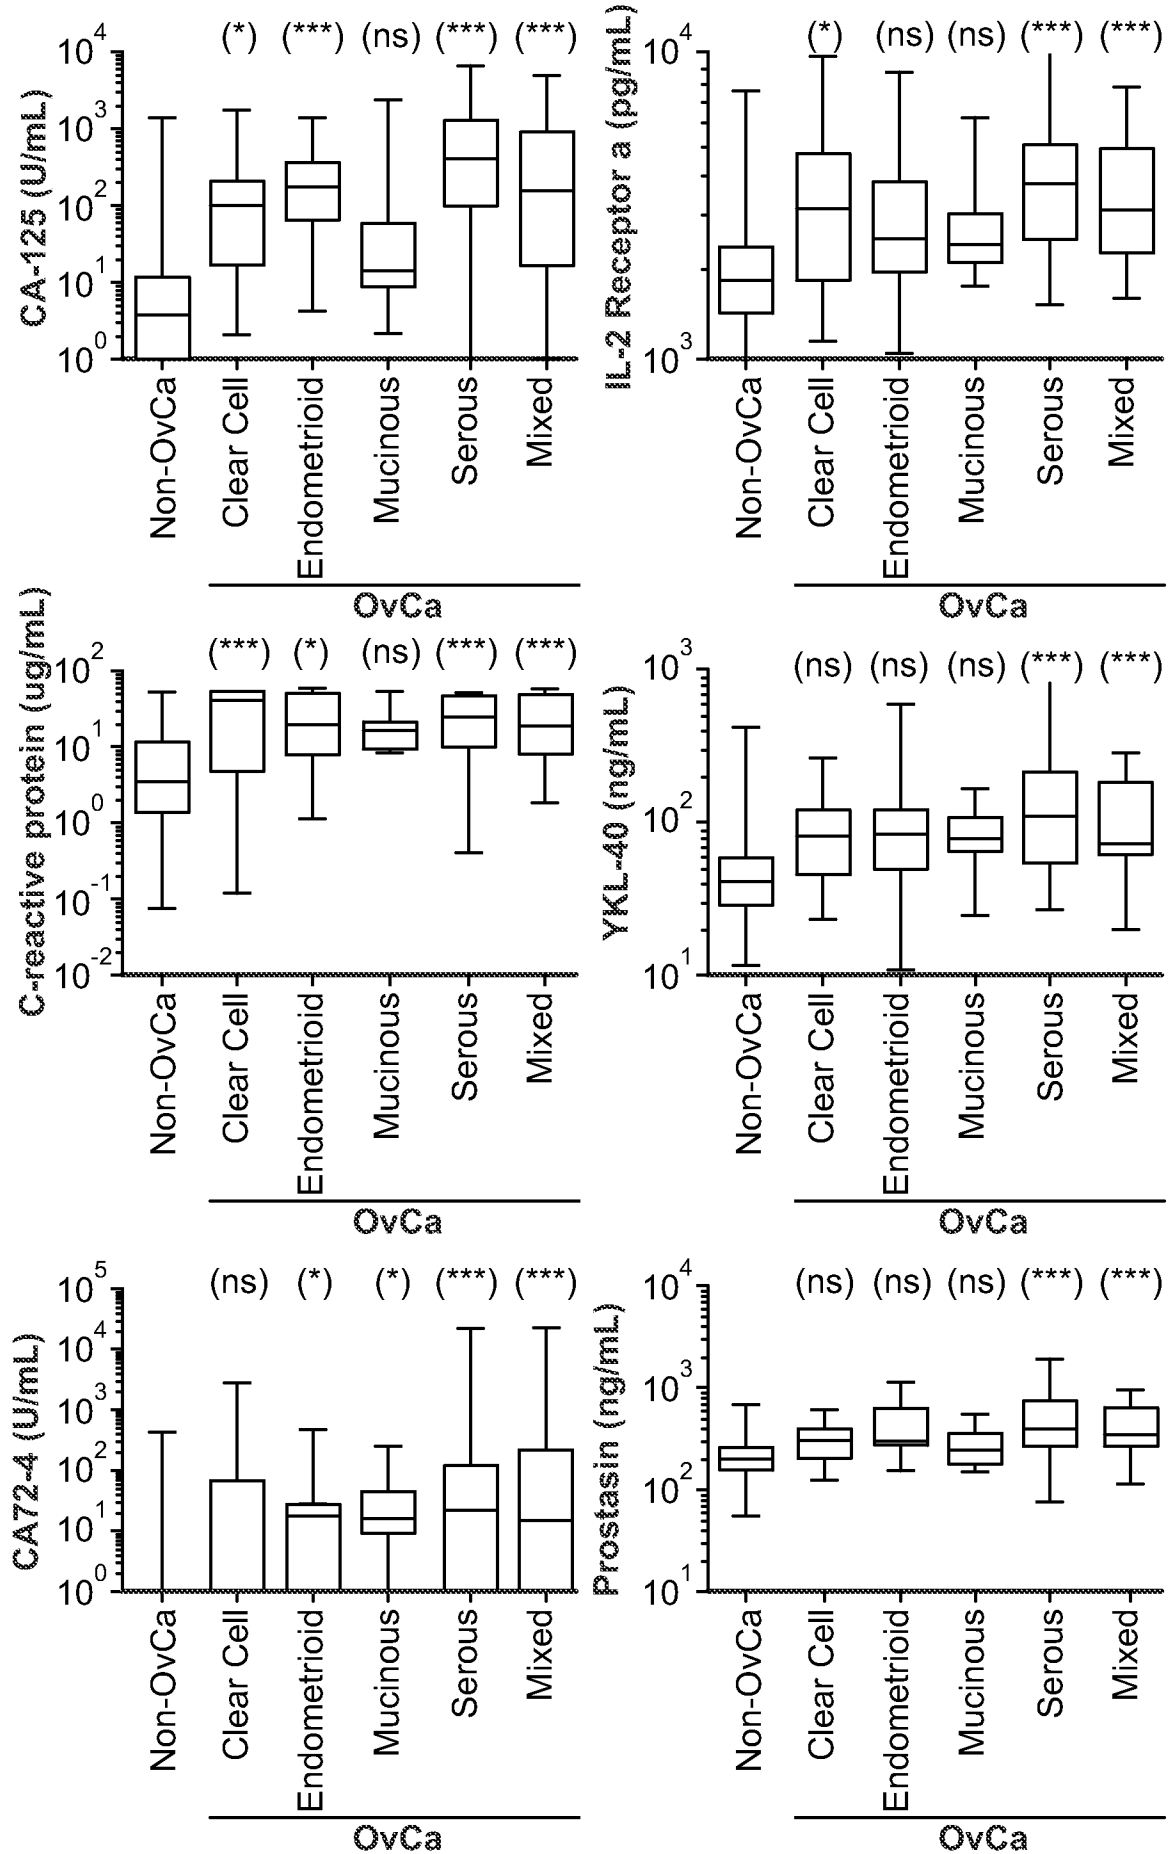 (*) (***) (ns) (***) (***)
CA-125 (U/mL)
10^4
10^3
10^2
10^1
10^0
Non-OvCa
Clear Cell
Endometrioid
Mucinous
Serous
Mixed
OvCa
(*) (ns) (ns) (***) (***)
IL-2 Receptor a (pg/mL)
10^4
10^3
Non-OvCa
Clear Cell
Endometrioid
Mucinous
Serous
Mixed
OvCa
(***) (*) (ns) (***) (***)
C-reactive protein (ug/mL)
10^2
10^1
10^0
10^-1
10^-2
Non-OvCa
Clear Cell
Endometrioid
Mucinous
Serous
Mixed
OvCa
(ns) (ns) (ns) (***) (***)
YKL-40 (ng/mL)
10^3
10^2
10^1
Non-OvCa
Clear Cell
Endometrioid
Mucinous
Serous
Mixed
OvCa
(ns) (*) (*) (***) (***)
CA72-4 (U/mL)
10^5
10^4
10^3
10^2
10^1
10^0
Non-OvCa
Clear Cell
Endometrioid
Mucinous
Serous
Mixed
OvCa
(ns) (ns) (ns) (***) (***)
Prostasin (ng/mL)
10^4
10^3
10^2
10^1
Non-OvCa
Clear Cell
Endometrioid
Mucinous
Serous
Mixed
OvCa